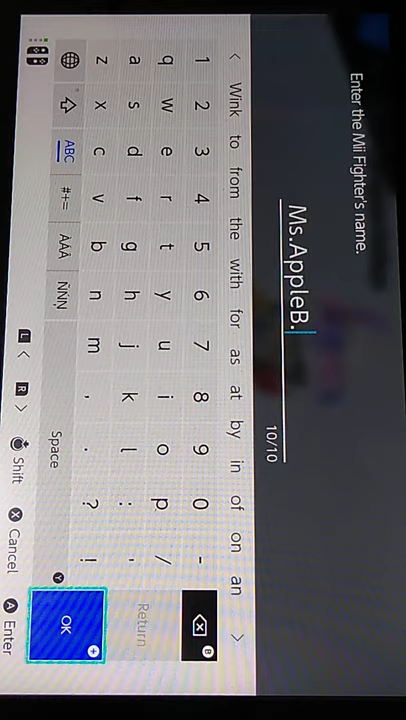 Enter the Mii Fighter's name.
Ms.AppleB.
10/10
< Wink to from the with for as at by in of on an >
1 2 3 4 5 6 7 8 9 0 - B
q w e r t y u i o p / Return
a s d f g h j k l : '
z x c v b n m , . ? ! + OK
ABC #+= ÀÁÂ ÑÑŅ Space Y
L < R > Shift X Cancel A Enter